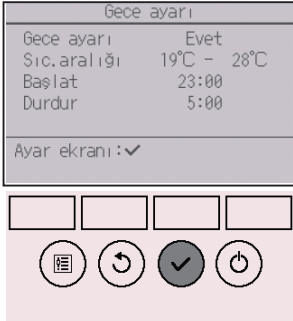 Gece ayarı
Gece ayarı Evet
Sıc.aralığı 19°C - 28°C
Başlat 23:00
Durdur 5:00
Ayar ekranı:✔